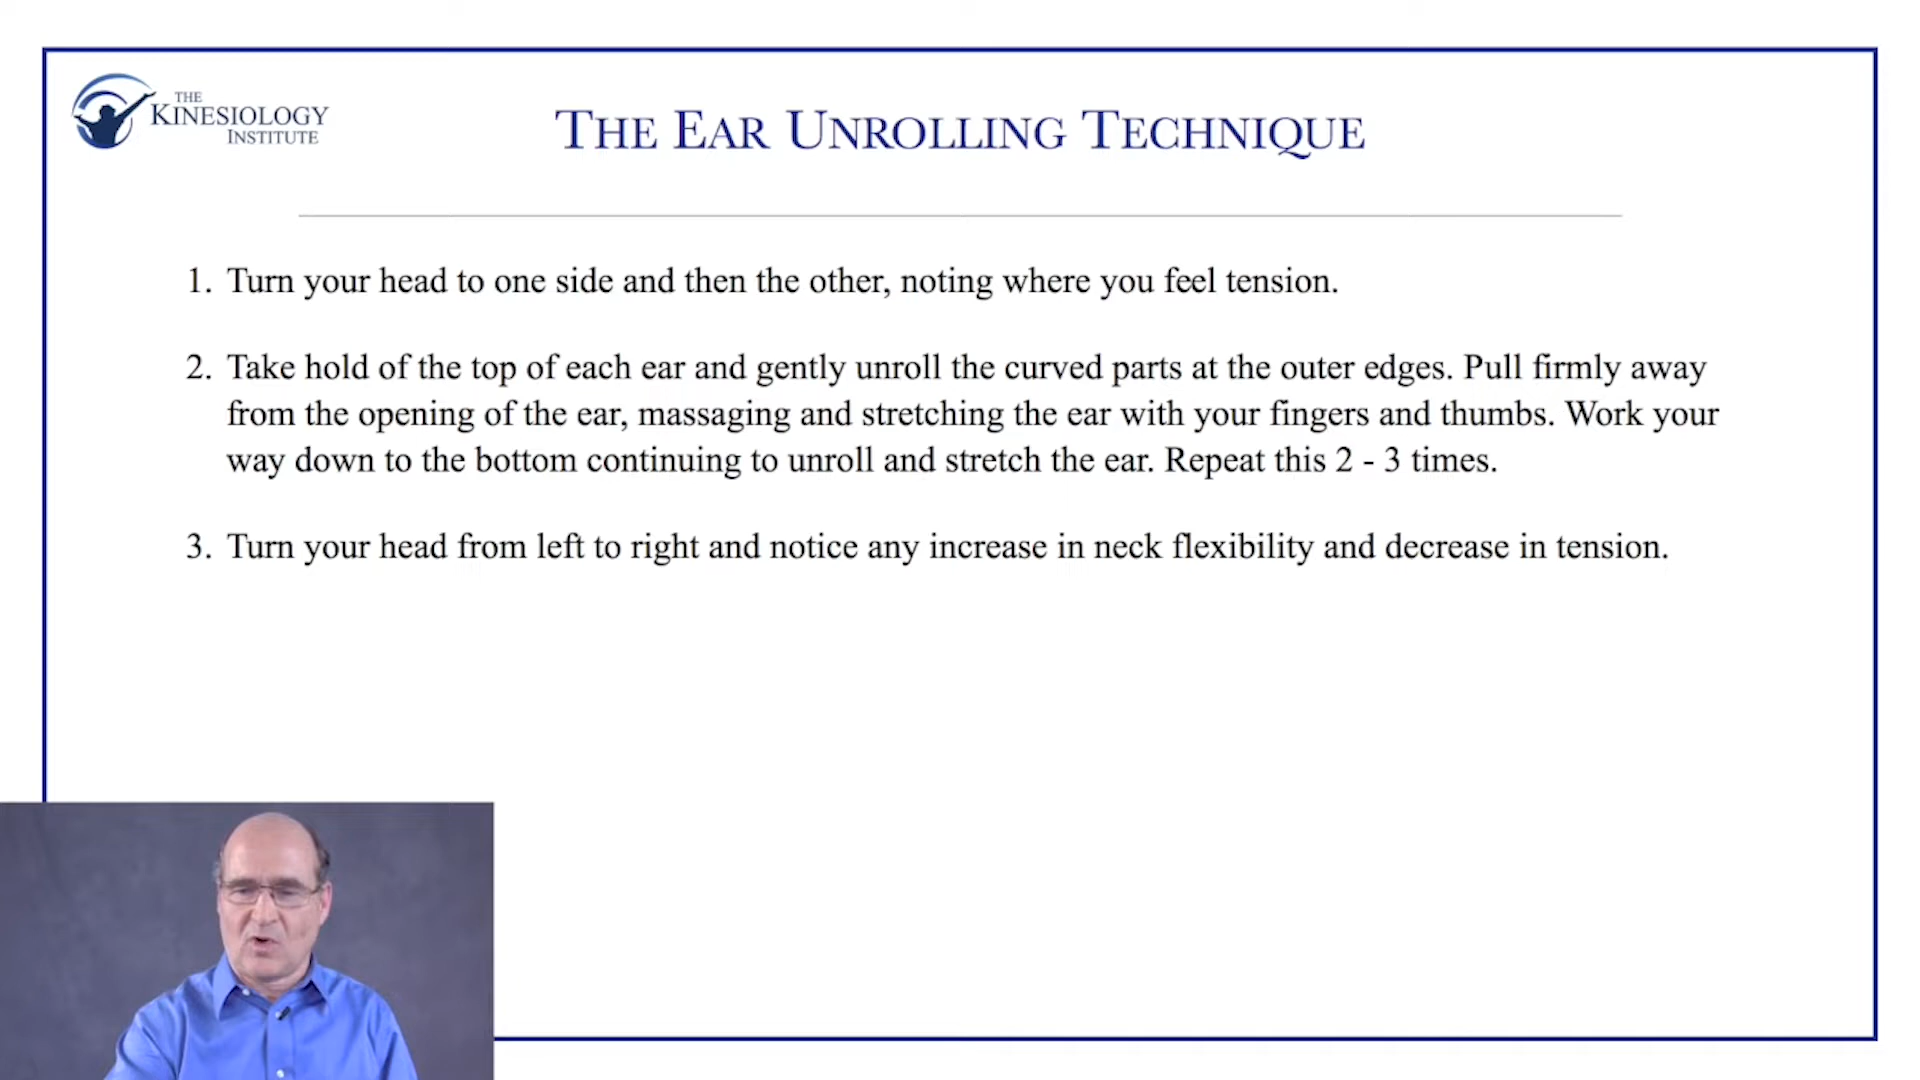 THE
KINESIOLOGY
INSTITUTE
THE EAR UNROLLING TECHNIQUE
1. Turn your head to one side and then the other, noting where you feel tension.
2. Take hold of the top of each ear and gently unroll the curved parts at the outer edges. Pull firmly away
from the opening of the ear, massaging and stretching the ear with your fingers and thumbs. Work your
way down to the bottom continuing to unroll and stretch the ear. Repeat this 2 - 3 times.
3. Turn your head from left to right and notice any increase in neck flexibility and decrease in tension.